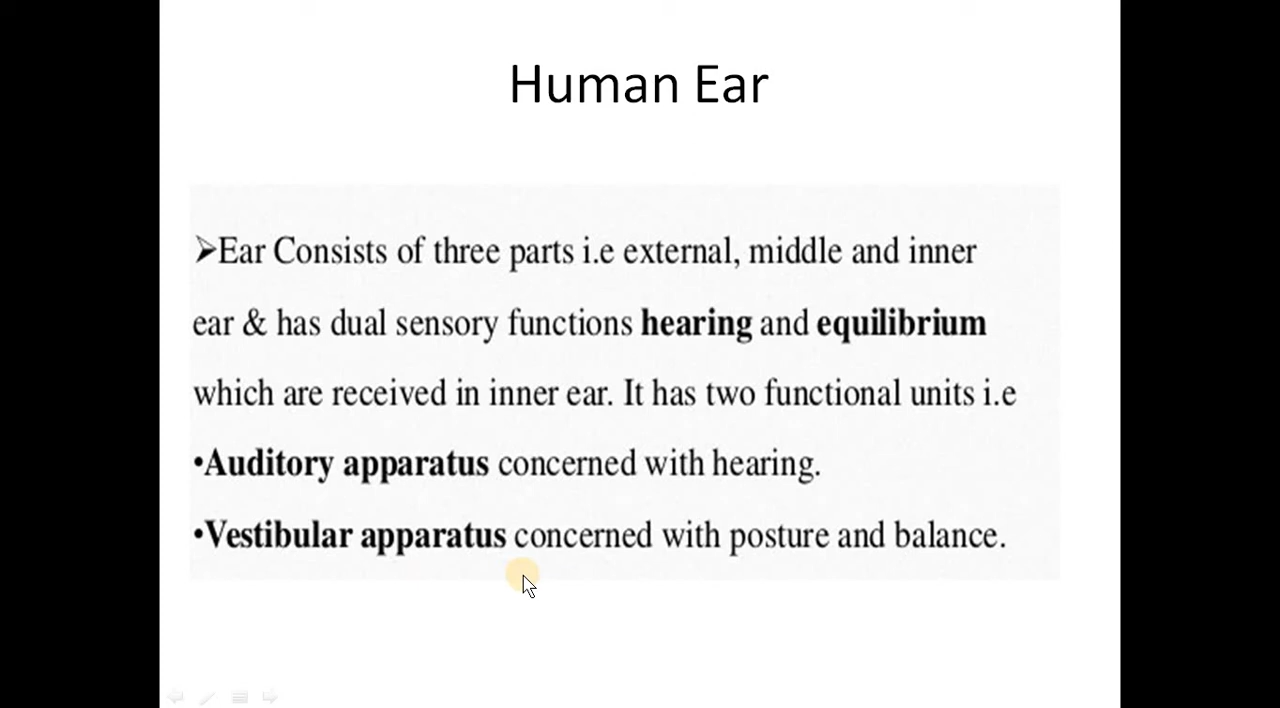 Human Ear
➢Ear Consists of three parts i.e external, middle and inner
ear & has dual sensory functions hearing and equilibrium
which are received in inner ear. It has two functional units i.e
•Auditory apparatus concerned with hearing.
•Vestibular apparatus concerned with posture and balance.